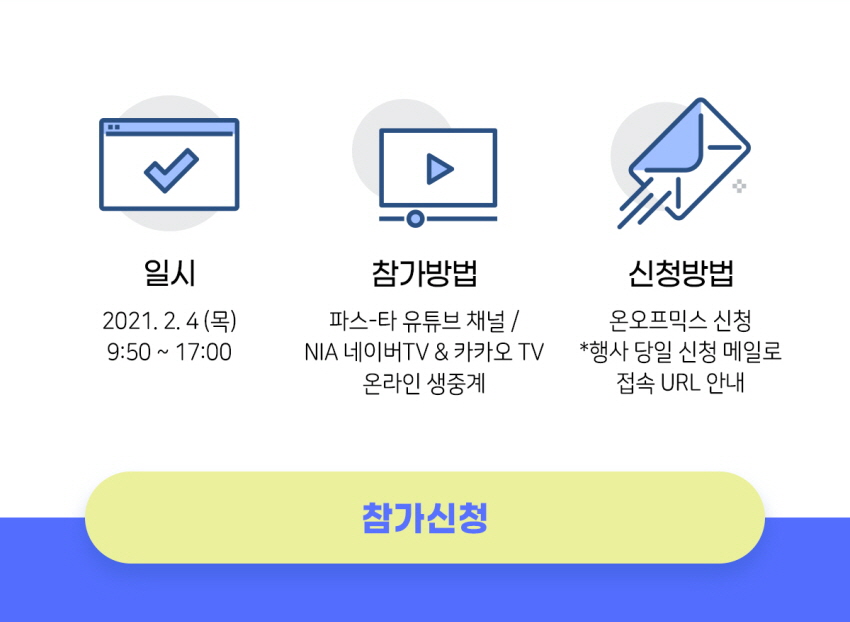 일시
2021. 2. 4 (목)
9:50 ~ 17:00
참가방법
파스-타 유튜브 채널 /
NIA 네이버TV & 카카오 TV
온라인 생중계
신청방법
온오프믹스 신청
*행사 당일 신청 메일로
접속 URL 안내
참가신청